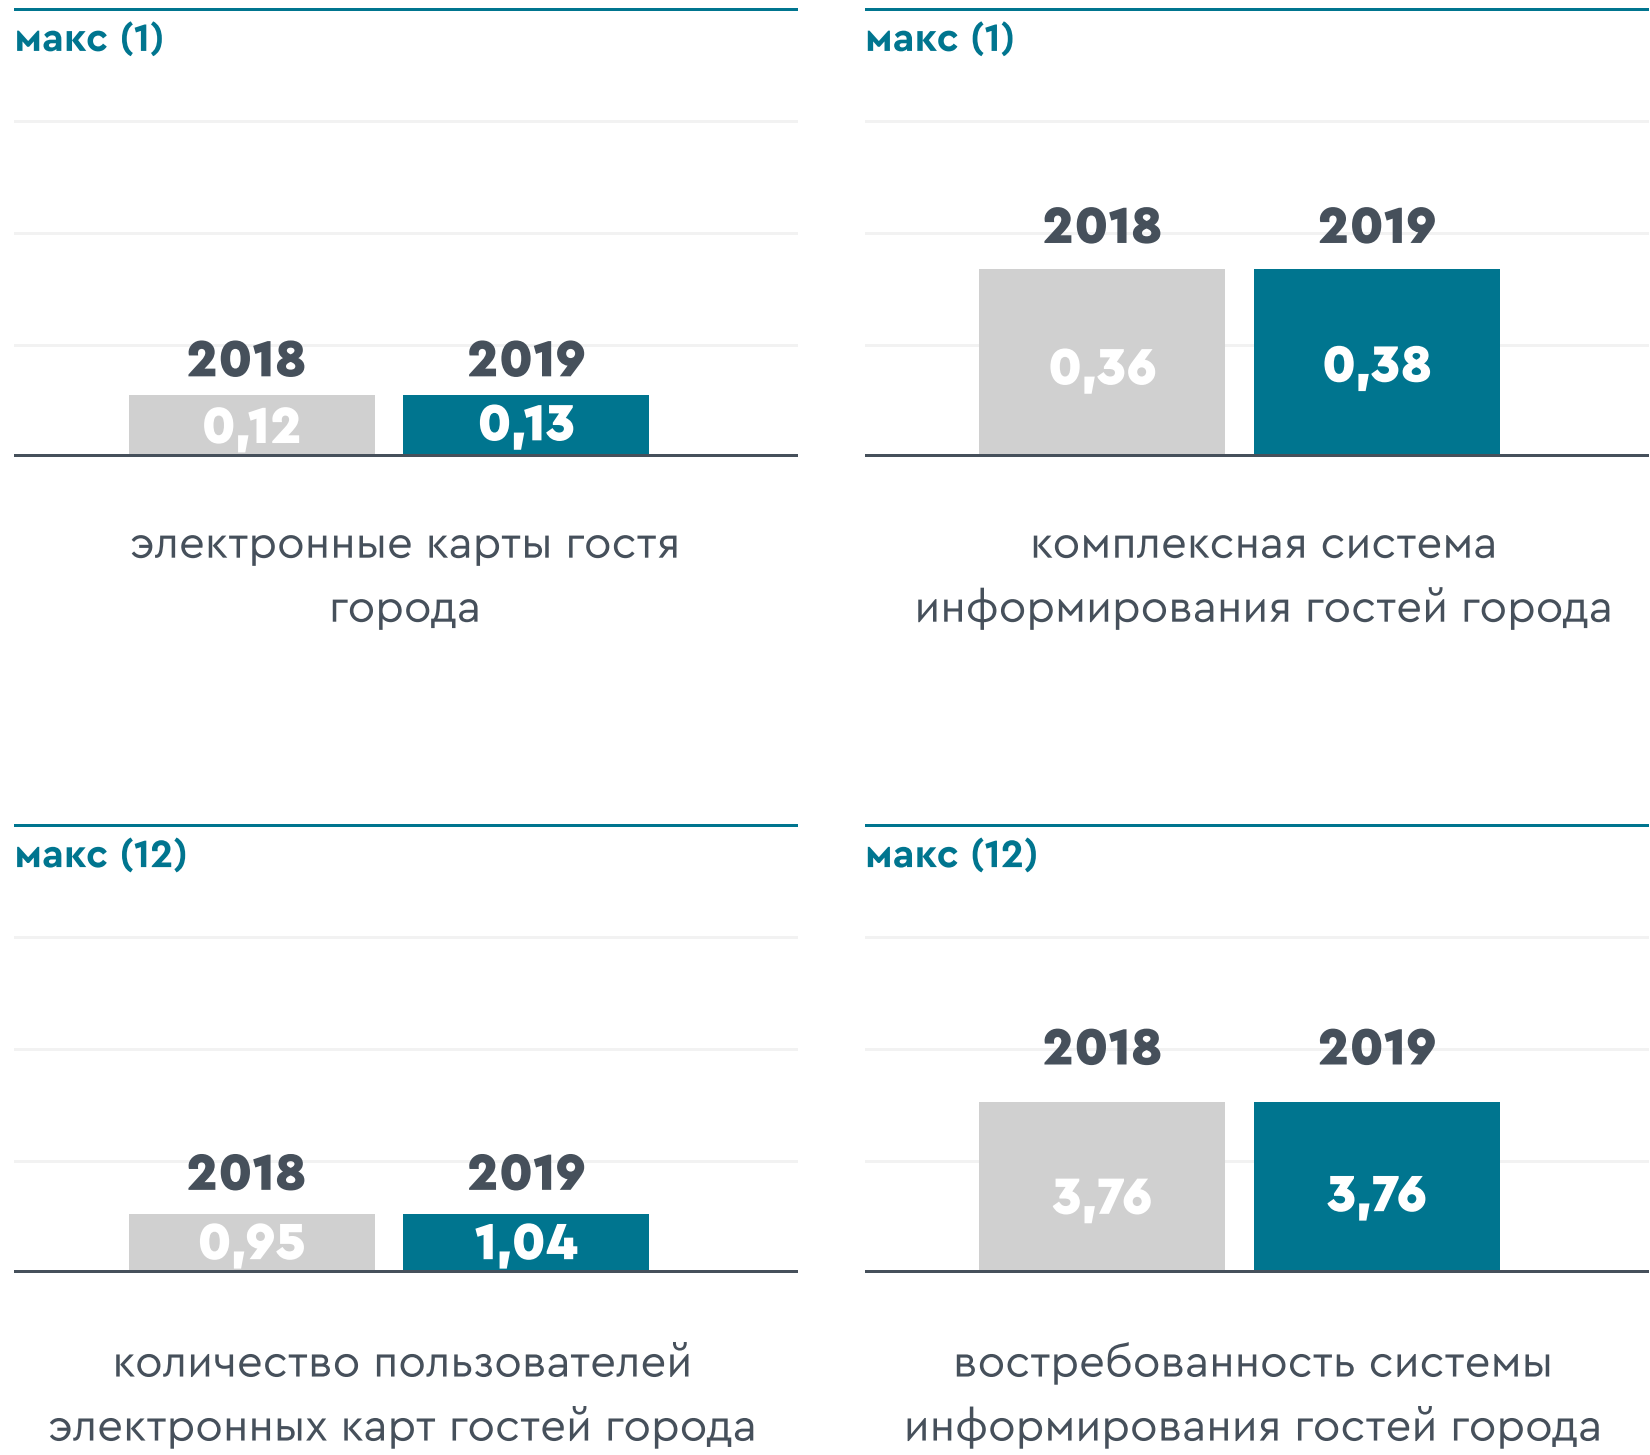 макс (1)
2018 2019
0,12 0,13
электронные карты гостя
города
макс (1)
2018 2019
0,36 0,38
комплексная система
информирования гостей города
макс (12)
2018 2019
0,95 1,04
количество пользователей
электронных карт гостей города
макс (12)
2018 2019
3,76 3,76
востребованность системы
информирования гостей города